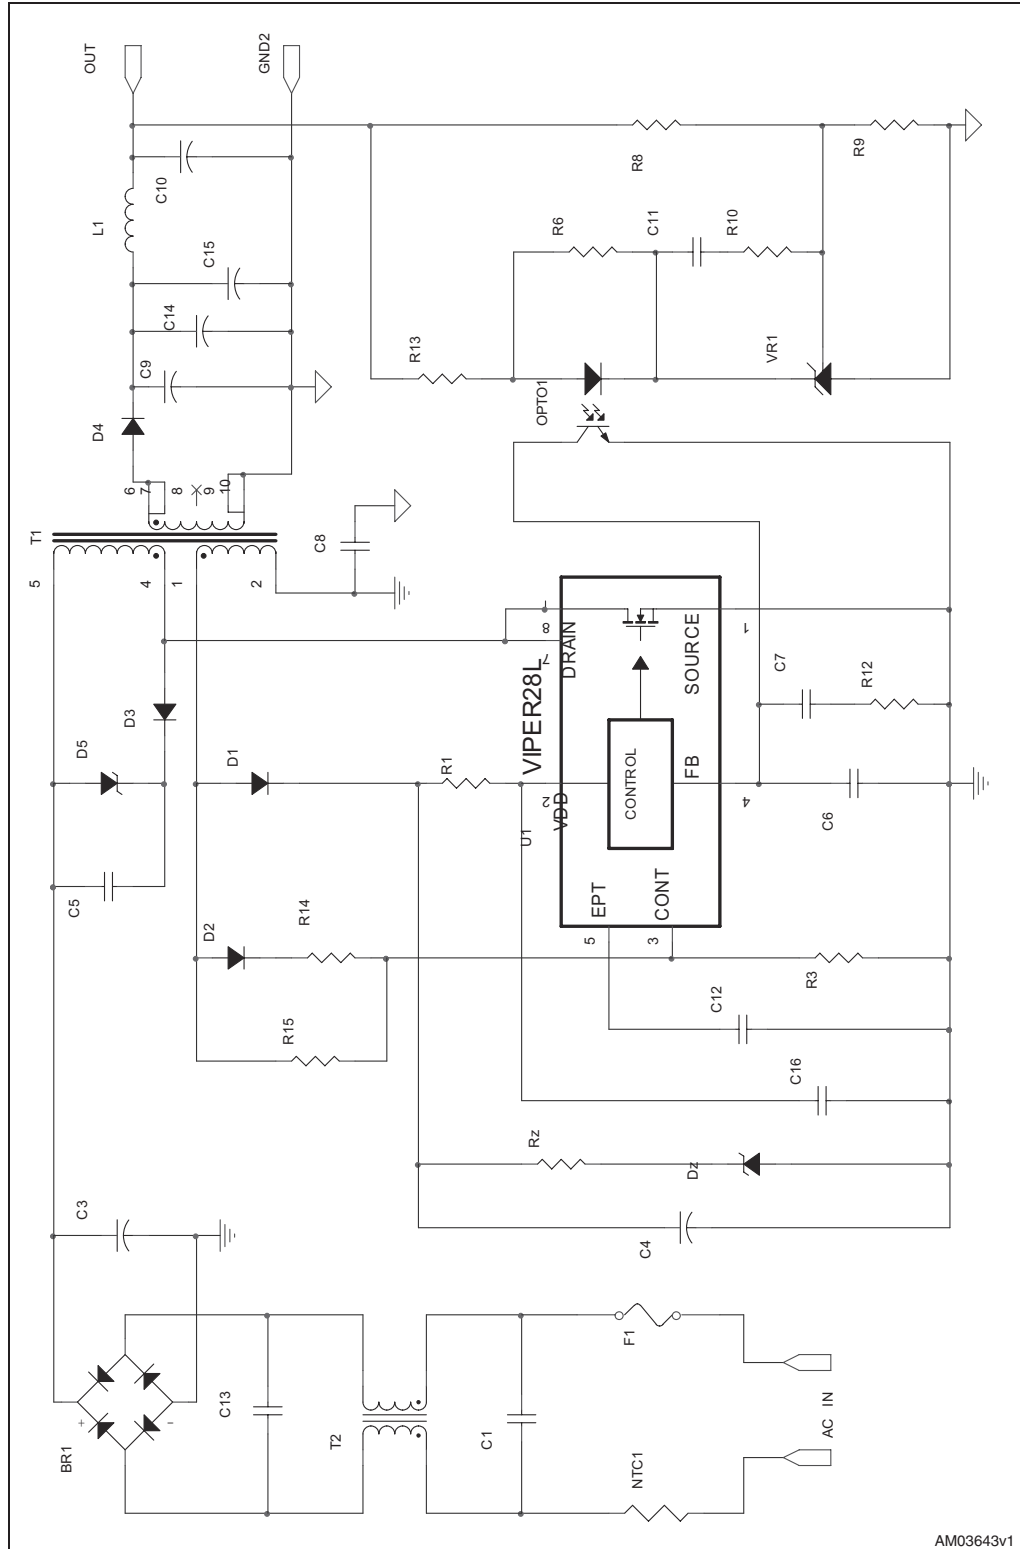 OUT
GND2
C10
L1
C15
C14
C9
D4
R8
R9
R6
C11
R10
R13
VR1
OPTO1
6
7
8
9
10
T1
5
4
1
2
C8
D3
D5
D1
C5
R1
VIPER28L
DRAIN
SOURCE
8
7
1
C7
R12
U1
2
VDD
CONTROL
FB
4
C6
EPT
CONT
5
3
D2
R14
R15
R3
C12
C16
Rz
Dz
C4
C3
BR1
+
-
C13
T2
C1
F1
NTC1
AC IN
AM03643v1